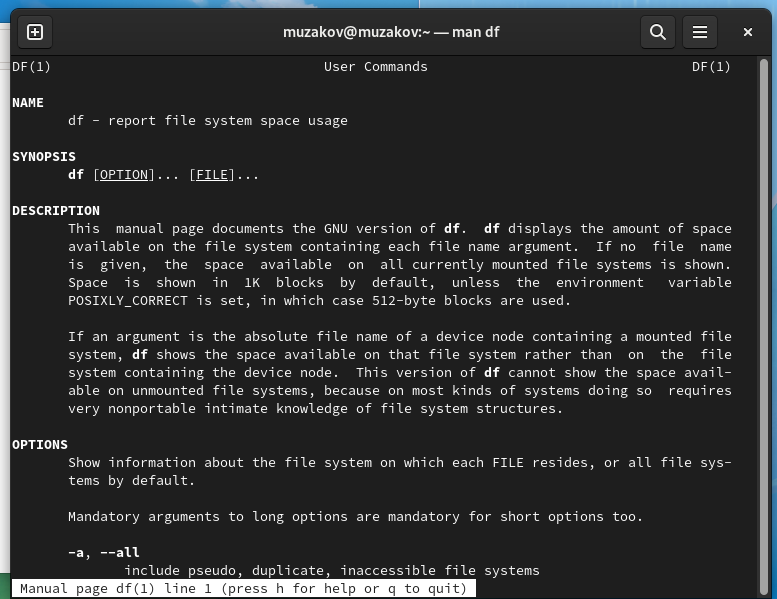 muzakov@muzakov:~ — man df
DF(1) User Commands DF(1)
NAME
df - report file system space usage
SYNOPSIS
df [OPTION]... [FILE]...
DESCRIPTION
This manual page documents the GNU version of df. df displays the amount of space
available on the file system containing each file name argument. If no file name
is given, the space available on all currently mounted file systems is shown.
Space is shown in 1K blocks by default, unless the environment variable
POSIXLY_CORRECT is set, in which case 512-byte blocks are used.
If an argument is the absolute file name of a device node containing a mounted file
system, df shows the space available on that file system rather than on the file
system containing the device node. This version of df cannot show the space avail-
able on unmounted file systems, because on most kinds of systems doing so requires
very nonportable intimate knowledge of file system structures.
OPTIONS
Show information about the file system on which each FILE resides, or all file sys-
tems by default.
Mandatory arguments to long options are mandatory for short options too.
-a, --all
include pseudo, duplicate, inaccessible file systems
Manual page df(1) line 1 (press h for help or q to quit)